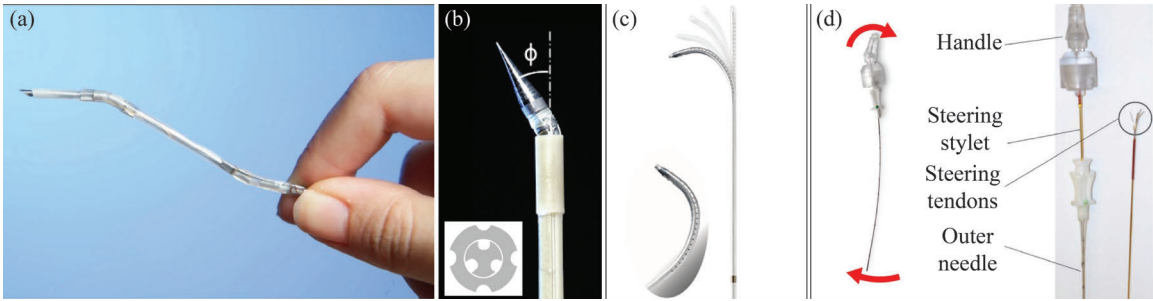 (a)
(b)
ϕ
(c)
(d)
Handle
Steering
stylet
Steering
tendons
Outer
needle